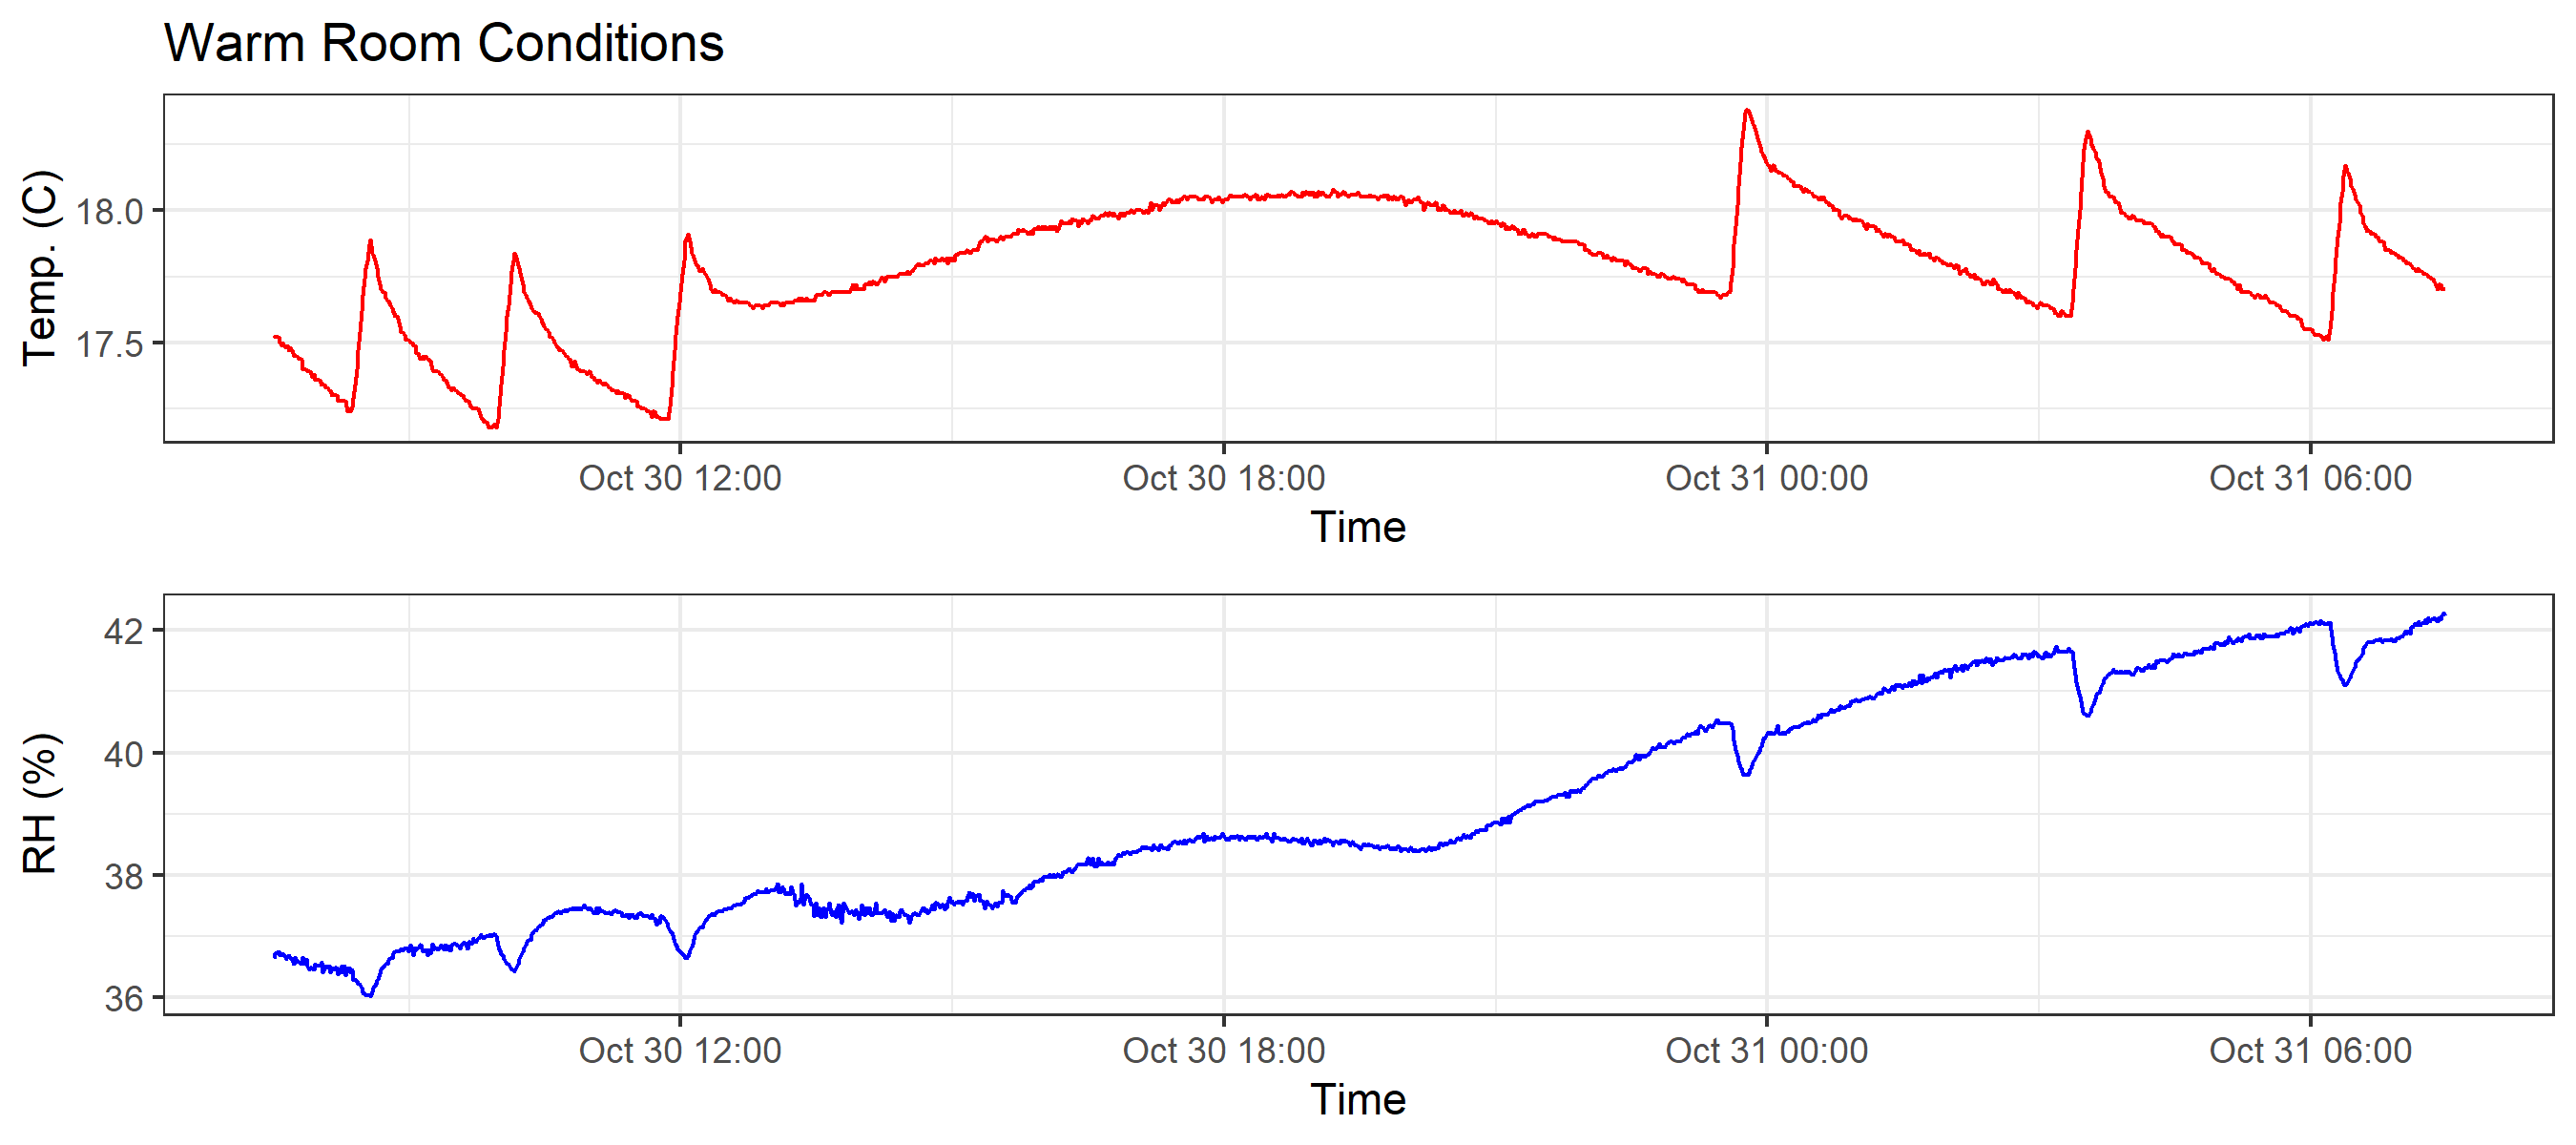 Warm Room Conditions
Temp. (C)
18.0
17.5
Oct 30 12:00 Oct 30 18:00 Oct 31 00:00 Oct 31 06:00
Time
RH (%)
42
40
38
36
Oct 30 12:00 Oct 30 18:00 Oct 31 00:00 Oct 31 06:00
Time